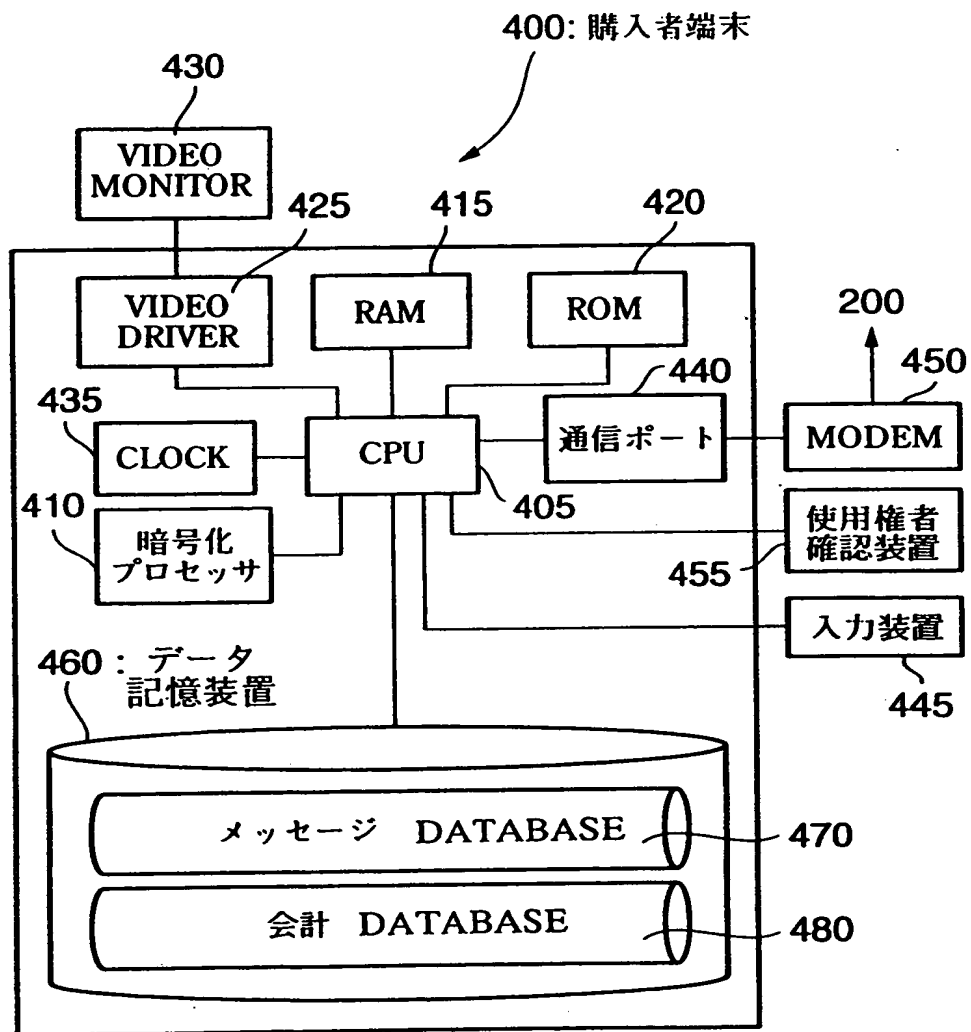 400: 購入者端末
430
VIDEO
MONITOR
425
415
420
VIDEO
DRIVER
RAM
ROM
200
440
450
435
CLOCK
CPU
通信ポート
MODEM
410
405
暗号化
プロセッサ
使用権者
確認装置
455
入力装置
445
460 : データ
記憶装置
メッセージ DATABASE
470
会計 DATABASE
480